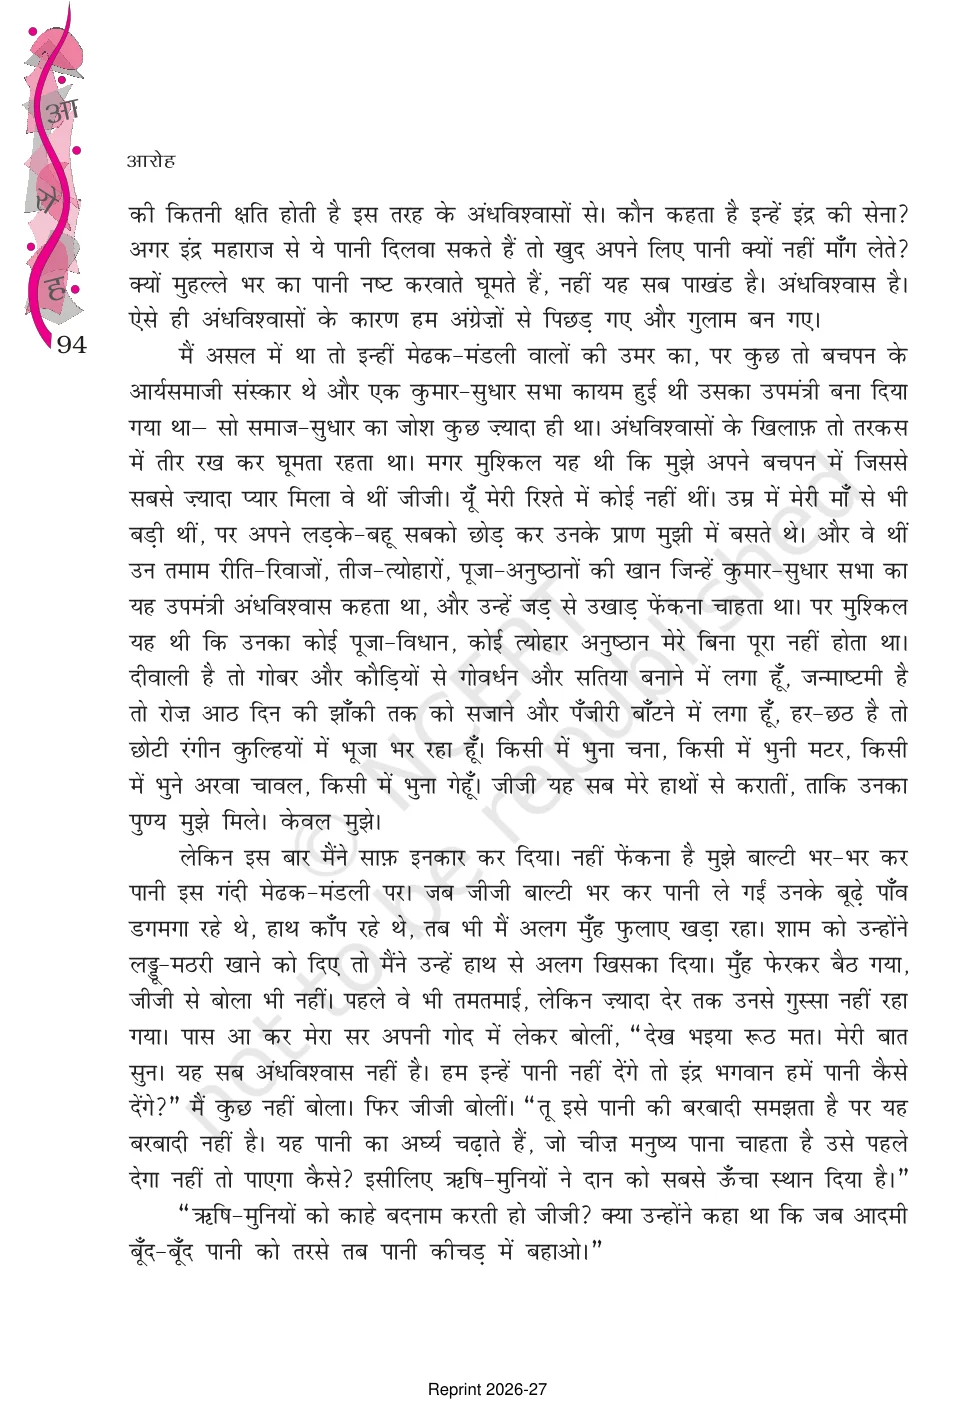 आ
रो
ह
आरोह
की कितनी क्षति होती है इस तरह के अंधविश्वासों से। कौन कहता है इन्हें इंद्र की सेना?
अगर इंद्र महाराज से ये पानी दिलवा सकते हैं तो खुद अपने लिए पानी क्यों नहीं माँग लेते?
क्यों मुहल्ले भर का पानी नष्ट करवाते घूमते हैं, नहीं यह सब पाखंड है। अंधविश्वास है।
ऐसे ही अंधविश्वासों के कारण हम अंग्रेज़ों से पिछड़ गए और गुलाम बन गए।
94
मैं असल में था तो इन्हीं मेढक-मंडली वालों की उमर का, पर कुछ तो बचपन के
आर्यसमाजी संस्कार थे और एक कुमार-सुधार सभा कायम हुई थी उसका उपमंत्री बना दिया
गया था– सो समाज-सुधार का जोश कुछ ज़्यादा ही था। अंधविश्वासों के खिलाफ़ तो तरकस
में तीर रख कर घूमता रहता था। मगर मुश्किल यह थी कि मुझे अपने बचपन में जिससे
सबसे ज़्यादा प्यार मिला वे थीं जीजी। यूँ मेरी रिश्ते में कोई नहीं थीं। उम्र में मेरी माँ से भी
बड़ी थीं, पर अपने लड़के-बहू सबको छोड़ कर उनके प्राण मुझी में बसते थे। और वे थीं
उन तमाम रीति-रिवाजों, तीज-त्योहारों, पूजा-अनुष्ठानों की खान जिन्हें कुमार-सुधार सभा का
यह उपमंत्री अंधविश्वास कहता था, और उन्हें जड़ से उखाड़ फेंकना चाहता था। पर मुश्किल
यह थी कि उनका कोई पूजा-विधान, कोई त्योहार अनुष्ठान मेरे बिना पूरा नहीं होता था।
दीवाली है तो गोबर और कौड़ियों से गोवर्धन और सतिया बनाने में लगा हूँ, जन्माष्टमी है
तो रोज़ आठ दिन की झाँकी तक को सजाने और पँजीरी बाँटने में लगा हूँ, हर-छठ है तो
छोटी रंगीन कुल्हियों में भूजा भर रहा हूँ। किसी में भुना चना, किसी में भुनी मटर, किसी
में भुने अरवा चावल, किसी में भुना गेहूँ। जीजी यह सब मेरे हाथों से करातीं, ताकि उनका
पुण्य मुझे मिले। केवल मुझे।
लेकिन इस बार मैंने साफ़ इनकार कर दिया। नहीं फेंकना है मुझे बाल्टी भर-भर कर
पानी इस गंदी मेढक-मंडली पर। जब जीजी बाल्टी भर कर पानी ले गईं उनके बूढ़े पाँव
डगमगा रहे थे, हाथ काँप रहे थे, तब भी मैं अलग मुँह फुलाए खड़ा रहा। शाम को उन्होंने
लड्डू-मठरी खाने को दिए तो मैंने उन्हें हाथ से अलग खिसका दिया। मुँह फेरकर बैठ गया,
जीजी से बोला भी नहीं। पहले वे भी तमतमाई, लेकिन ज़्यादा देर तक उनसे गुस्सा नहीं रहा
गया। पास आ कर मेरा सर अपनी गोद में लेकर बोलीं, “देख भइया रूठ मत। मेरी बात
सुन। यह सब अंधविश्वास नहीं है। हम इन्हें पानी नहीं देंगे तो इंद्र भगवान हमें पानी कैसे
देंगे?” मैं कुछ नहीं बोला। फिर जीजी बोलीं। “तू इसे पानी की बरबादी समझता है पर यह
बरबादी नहीं है। यह पानी का अर्घ्य चढ़ाते हैं, जो चीज़ मनुष्य पाना चाहता है उसे पहले
देगा नहीं तो पाएगा कैसे? इसीलिए ऋषि-मुनियों ने दान को सबसे ऊँचा स्थान दिया है।”
“ऋषि-मुनियों को काहे बदनाम करती हो जीजी? क्या उन्होंने कहा था कि जब आदमी
बूँद-बूँद पानी को तरसे तब पानी कीचड़ में बहाओ।”
© NCERT
not to be republished
Reprint 2026-27